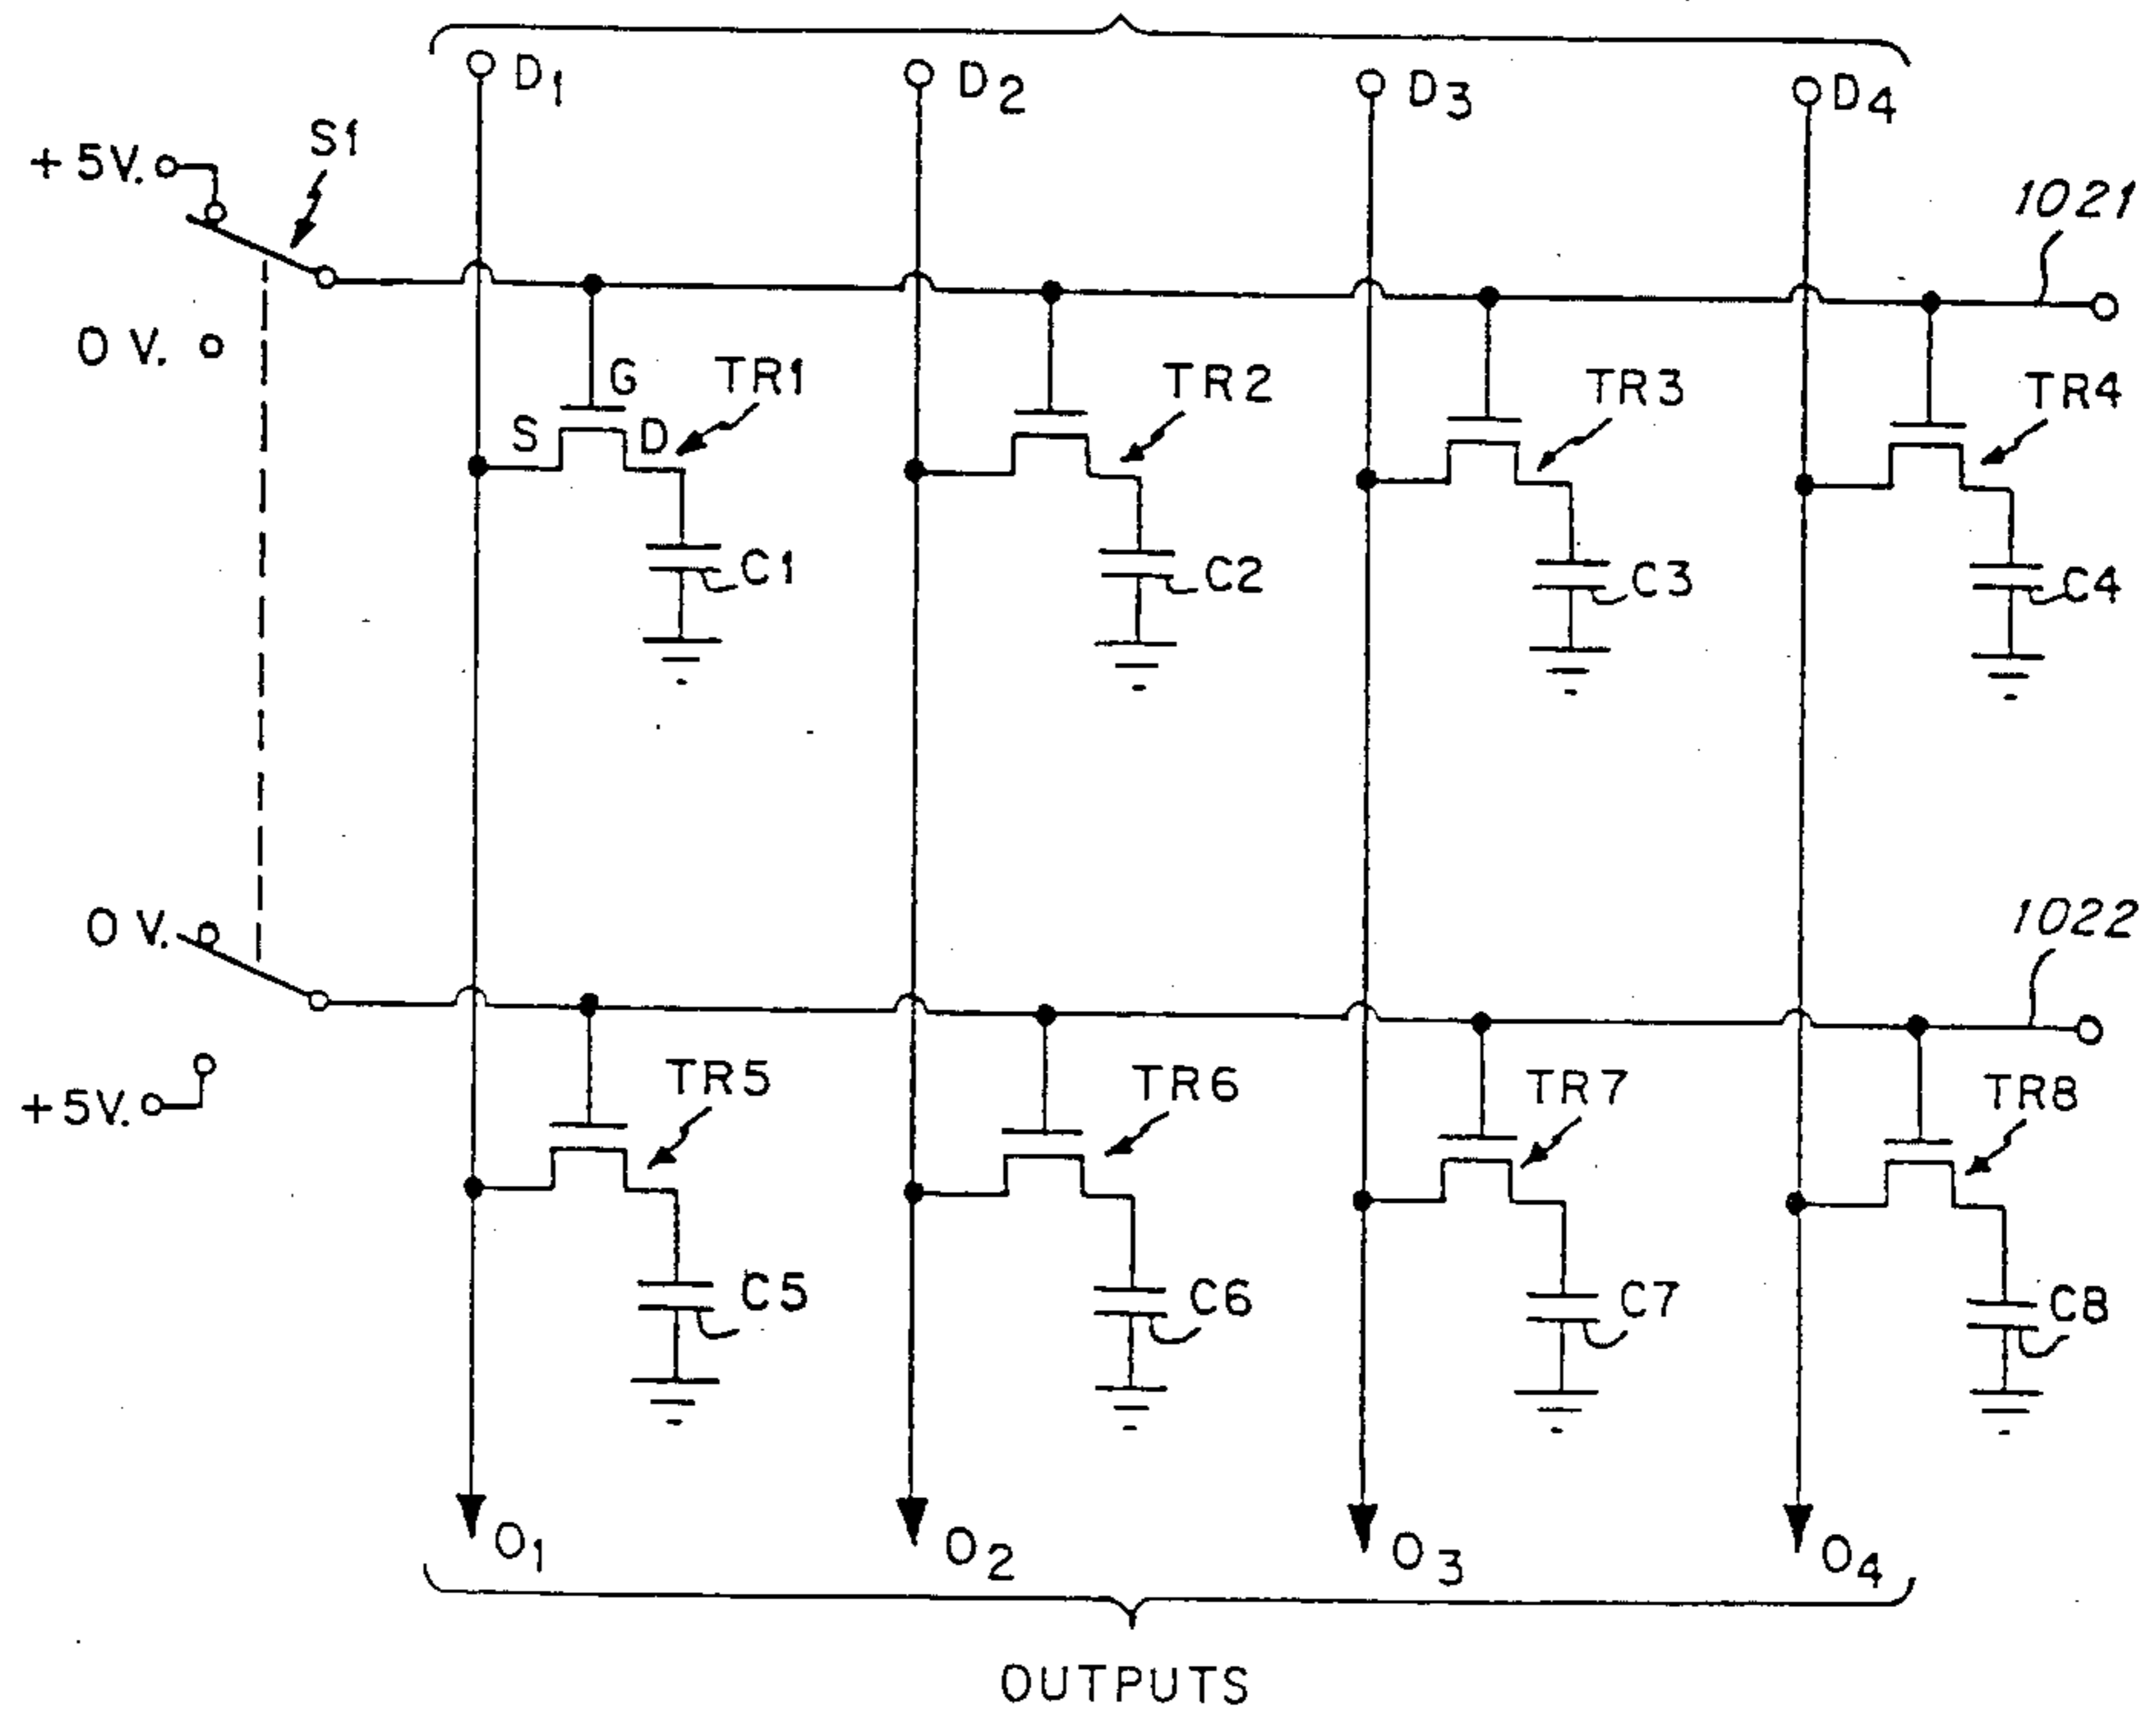 D1 D2 D3 D4
S1
+5V.
1021
0 V.
G TR1 TR2 TR3 TR4
S D
C1 C2 C3 C4
0 V.
1022
+5V.
TR5 TR6 TR7 TR8
C5 C6 C7 C8
O1 O2 O3 O4
OUTPUTS